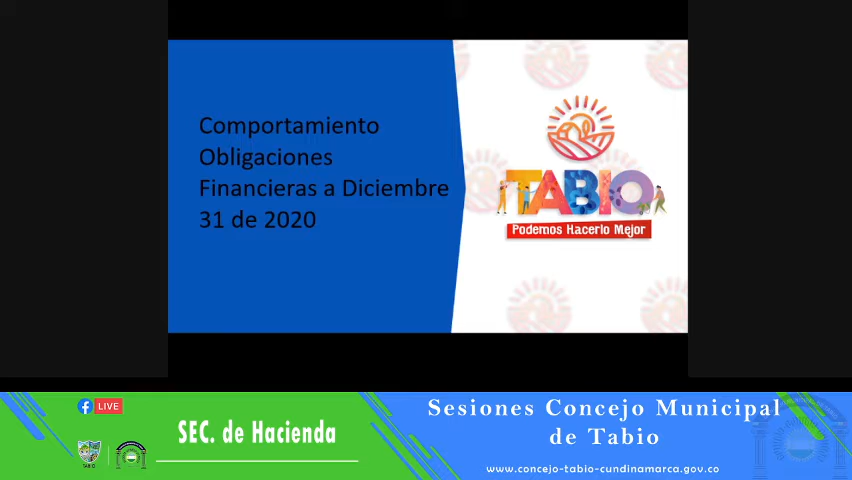 Comportamiento
Obligaciones
Financieras a Diciembre
31 de 2020
TABIO
Podemos Hacerlo Mejor
LIVE
SEC. de Hacienda
TABIO
Sesiones Concejo Municipal
de Tabio
www.concejo-tabio-cundinamarca.gov.co